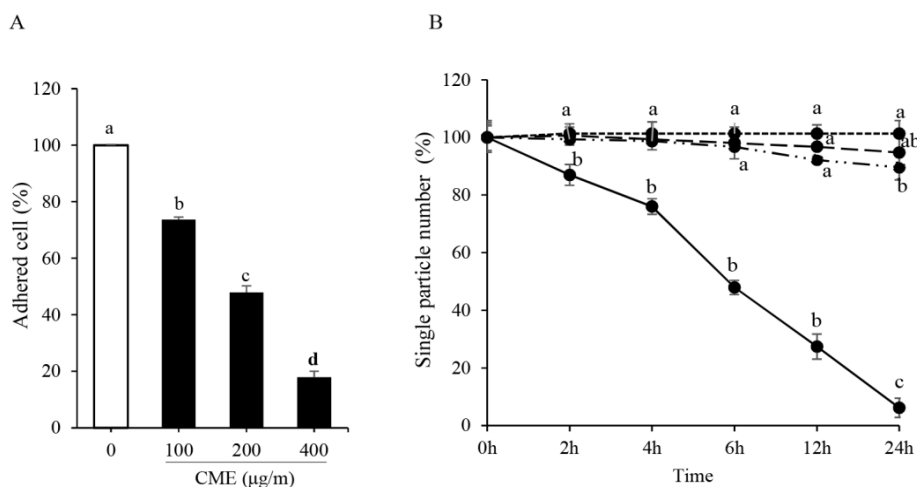 A
120
100
80
60
40
20
0
Adhered cell (%)
a
b
c
d
0 100 200 400
CME (μg/m)
B
120
100
80
60
40
20
0
Single particle number (%)
a a a a a
a ab
a a b
b
b
b
b
c
0h 2h 4h 6h 12h 24h
Time